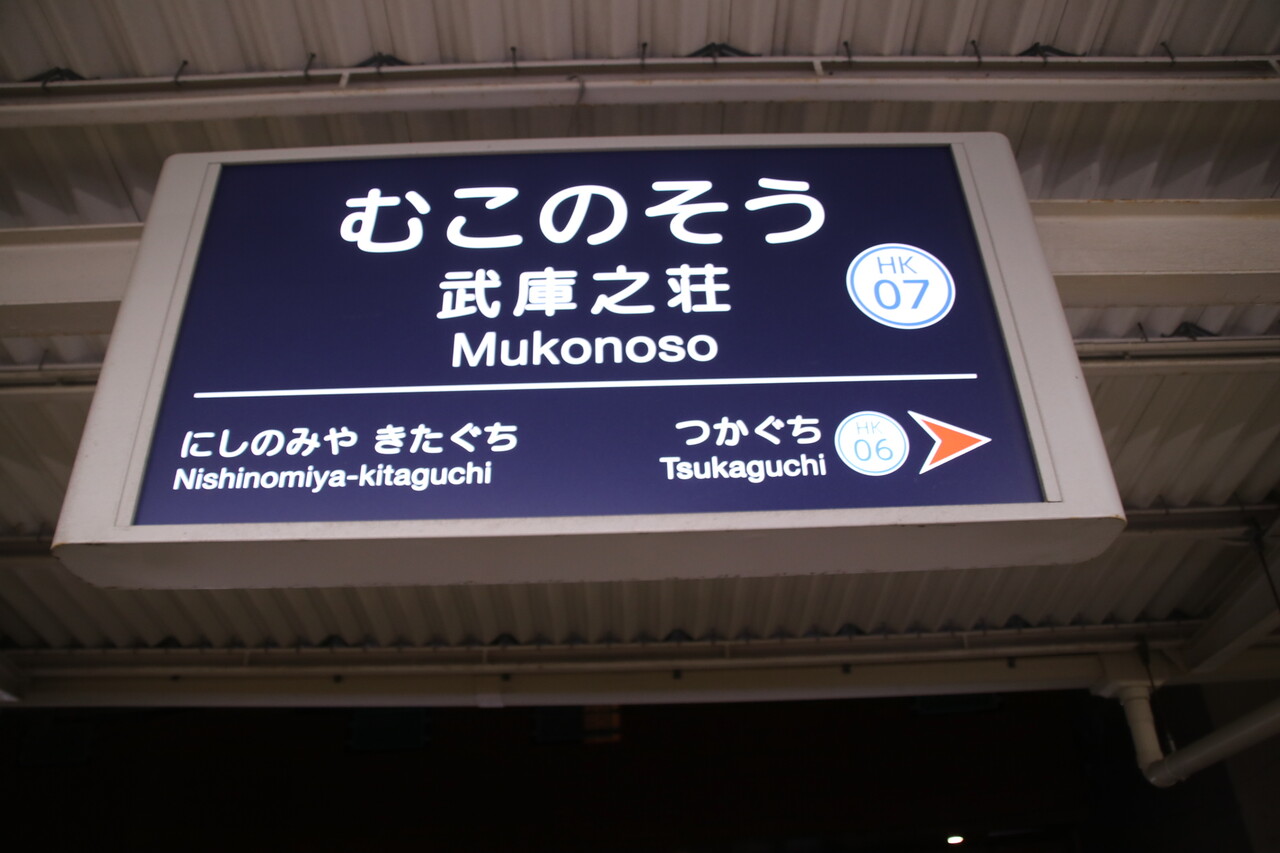 むこのそう
武庫之荘
HK
07
Mukonoso
にしのみや きたぐち
Nishinomiya-kitaguchi
つかぐち
Tsukaguchi
HK
06